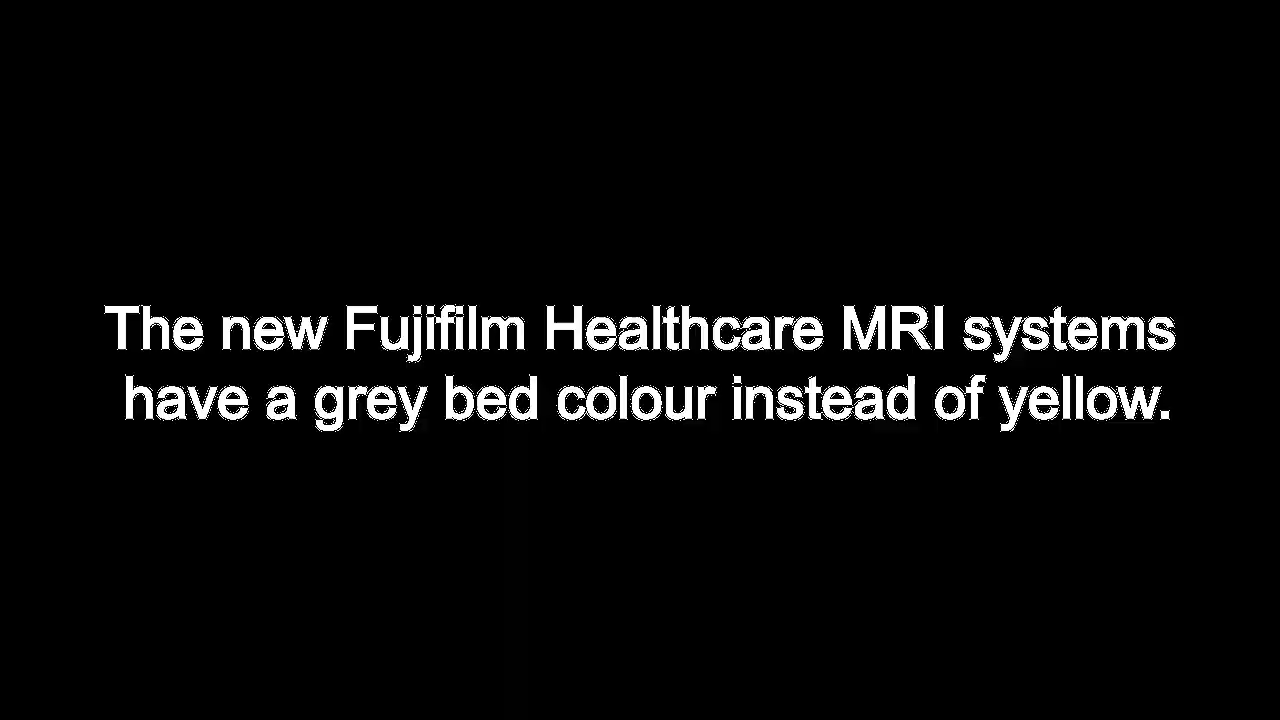 The new Fujifilm Healthcare MRI systems
have a grey bed colour instead of yellow.